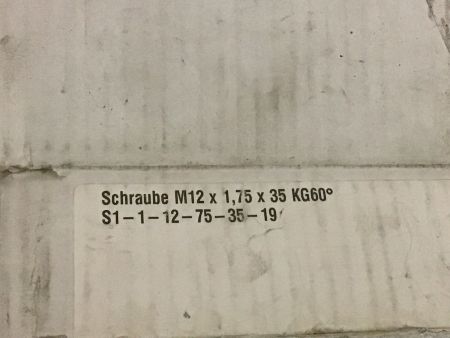 Schraube M12 x 1,75 x 35 KG60°
S1-1-12-75-35-19